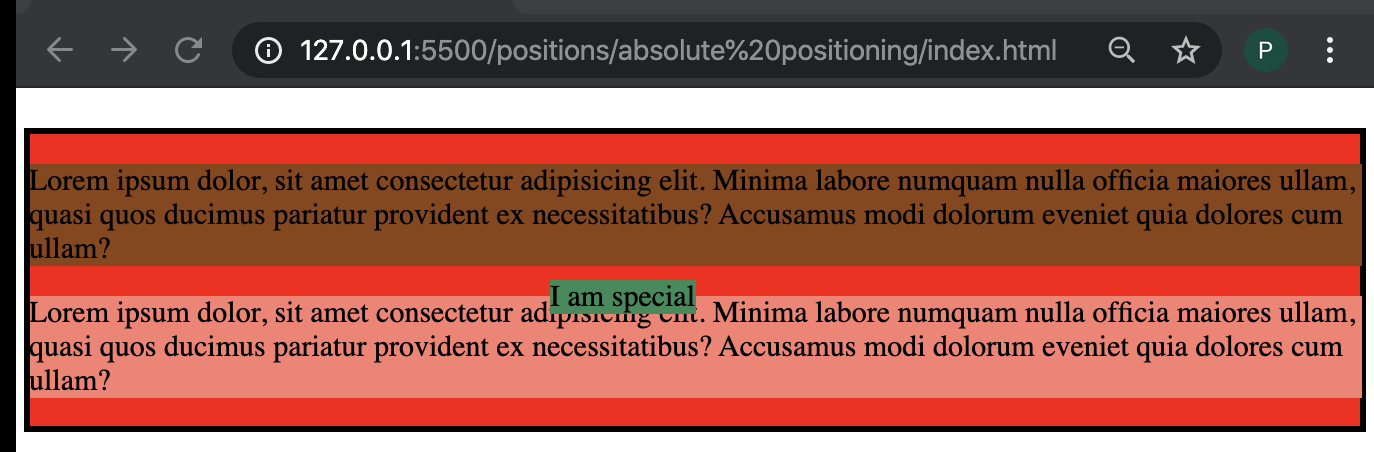 127.0.0.1:5500/positions/absolute%20positioning/index.html
P
Lorem ipsum dolor, sit amet consectetur adipisicing elit. Minima labore numquam nulla officia maiores ullam,
quasi quos ducimus pariatur provident ex necessitatibus? Accusamus modi dolorum eveniet quia dolores cum
ullam?
I am special
Lorem ipsum dolor, sit amet consectetur adipisicing elit. Minima labore numquam nulla officia maiores ullam,
quasi quos ducimus pariatur provident ex necessitatibus? Accusamus modi dolorum eveniet quia dolores cum
ullam?